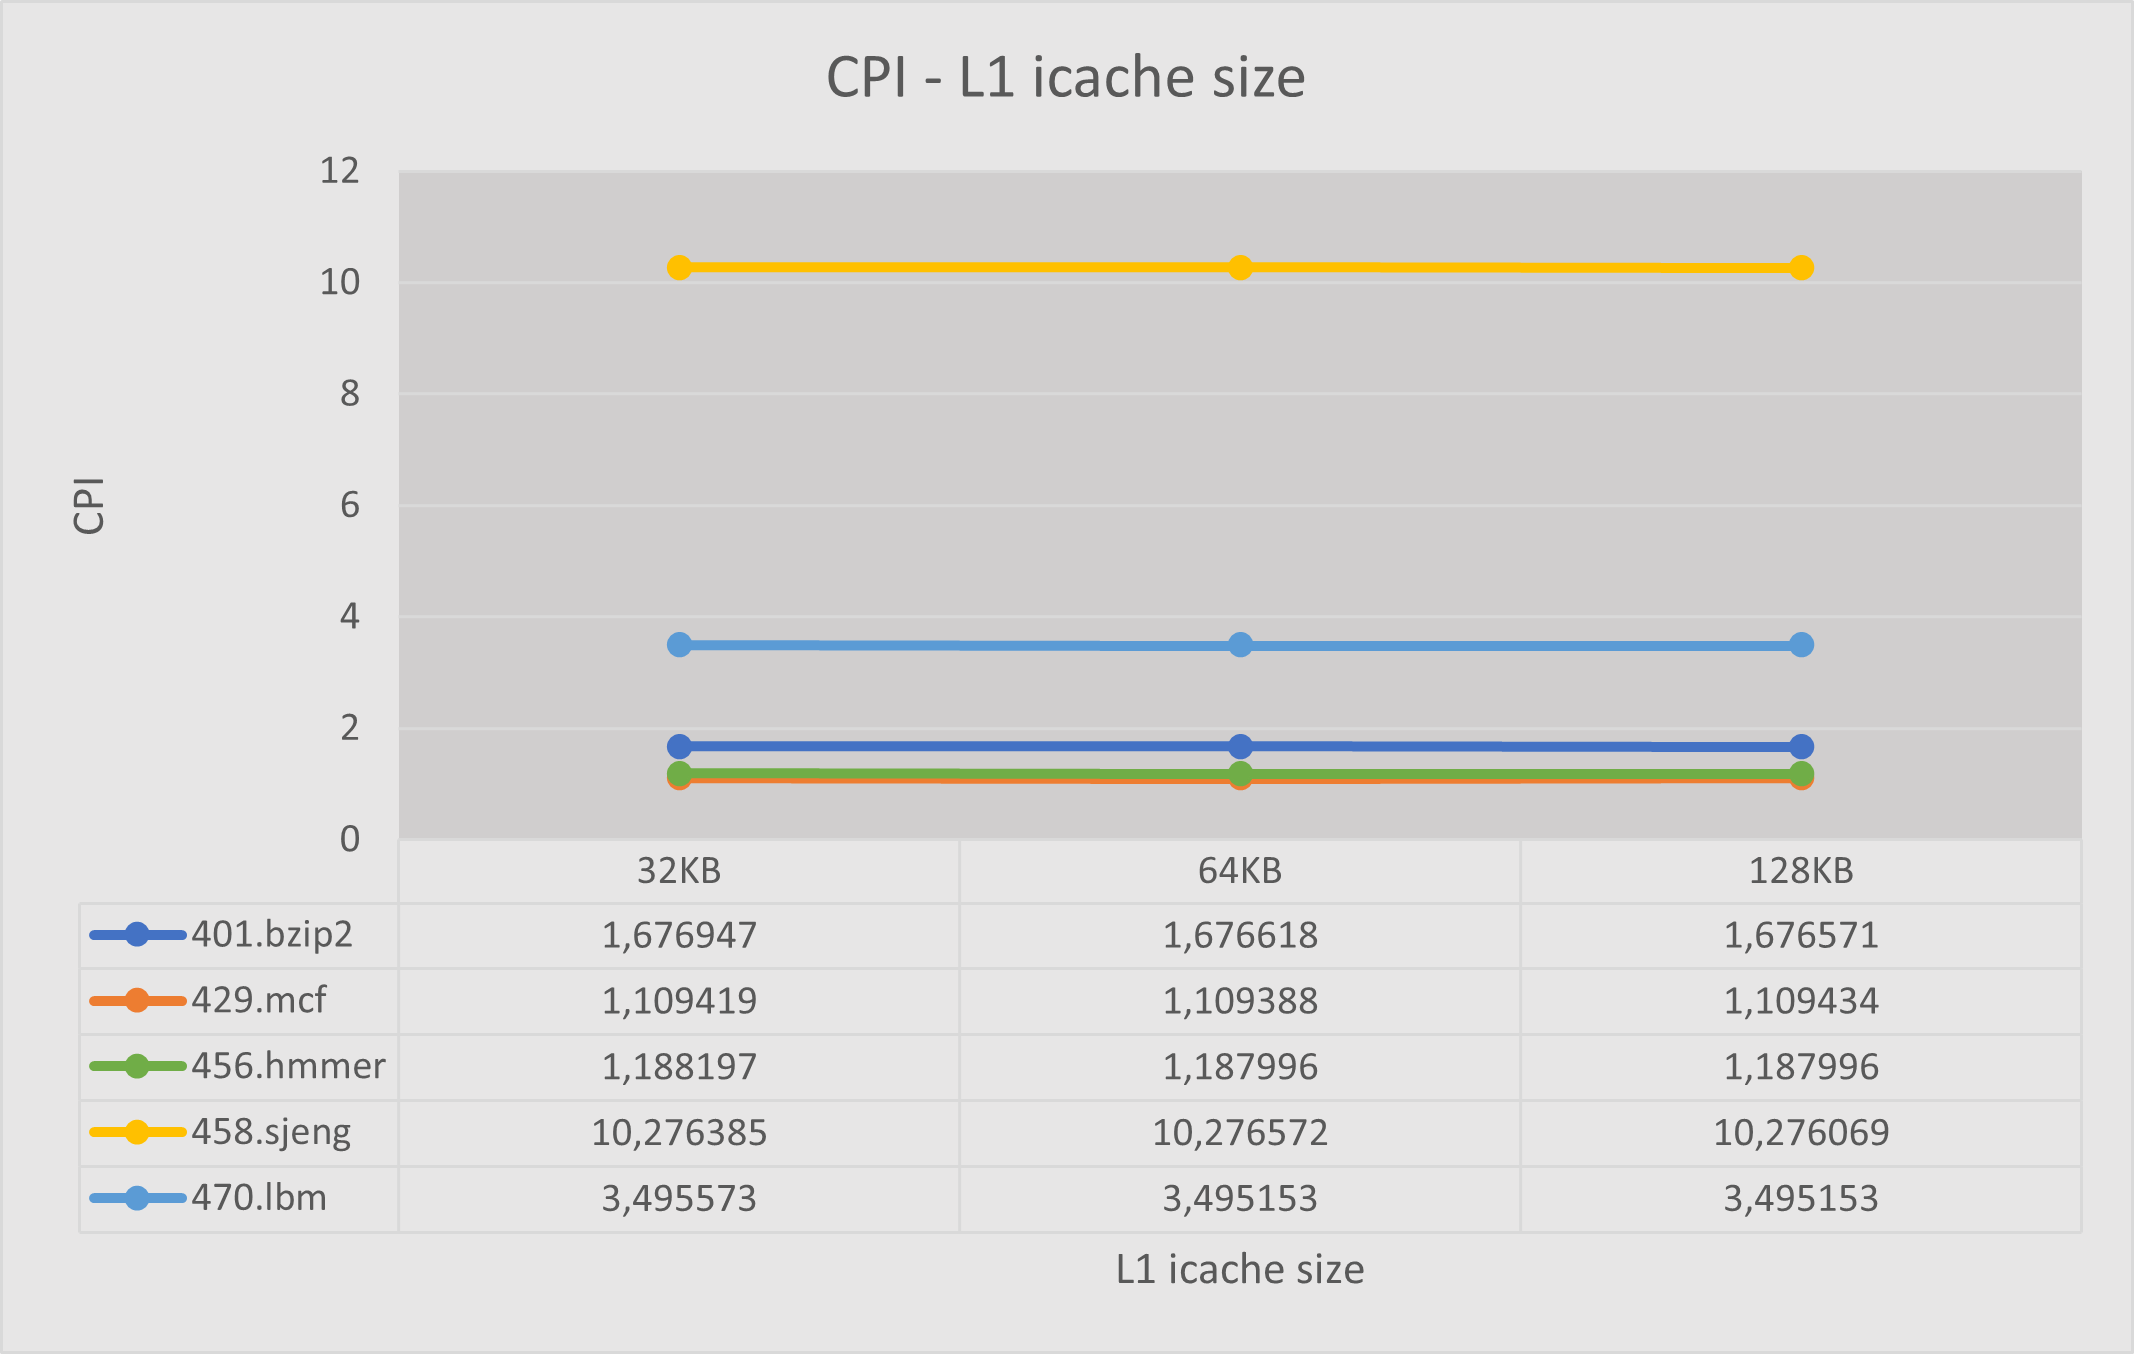 CPI - L1 icache size
12
10
8
6
4
2
0
CPI
32KB 64KB 128KB
401.bzip2 1,676947 1,676618 1,676571
429.mcf 1,109419 1,109388 1,109434
456.hmmer 1,188197 1,187996 1,187996
458.sjeng 10,276385 10,276572 10,276069
470.lbm 3,495573 3,495153 3,495153
L1 icache size